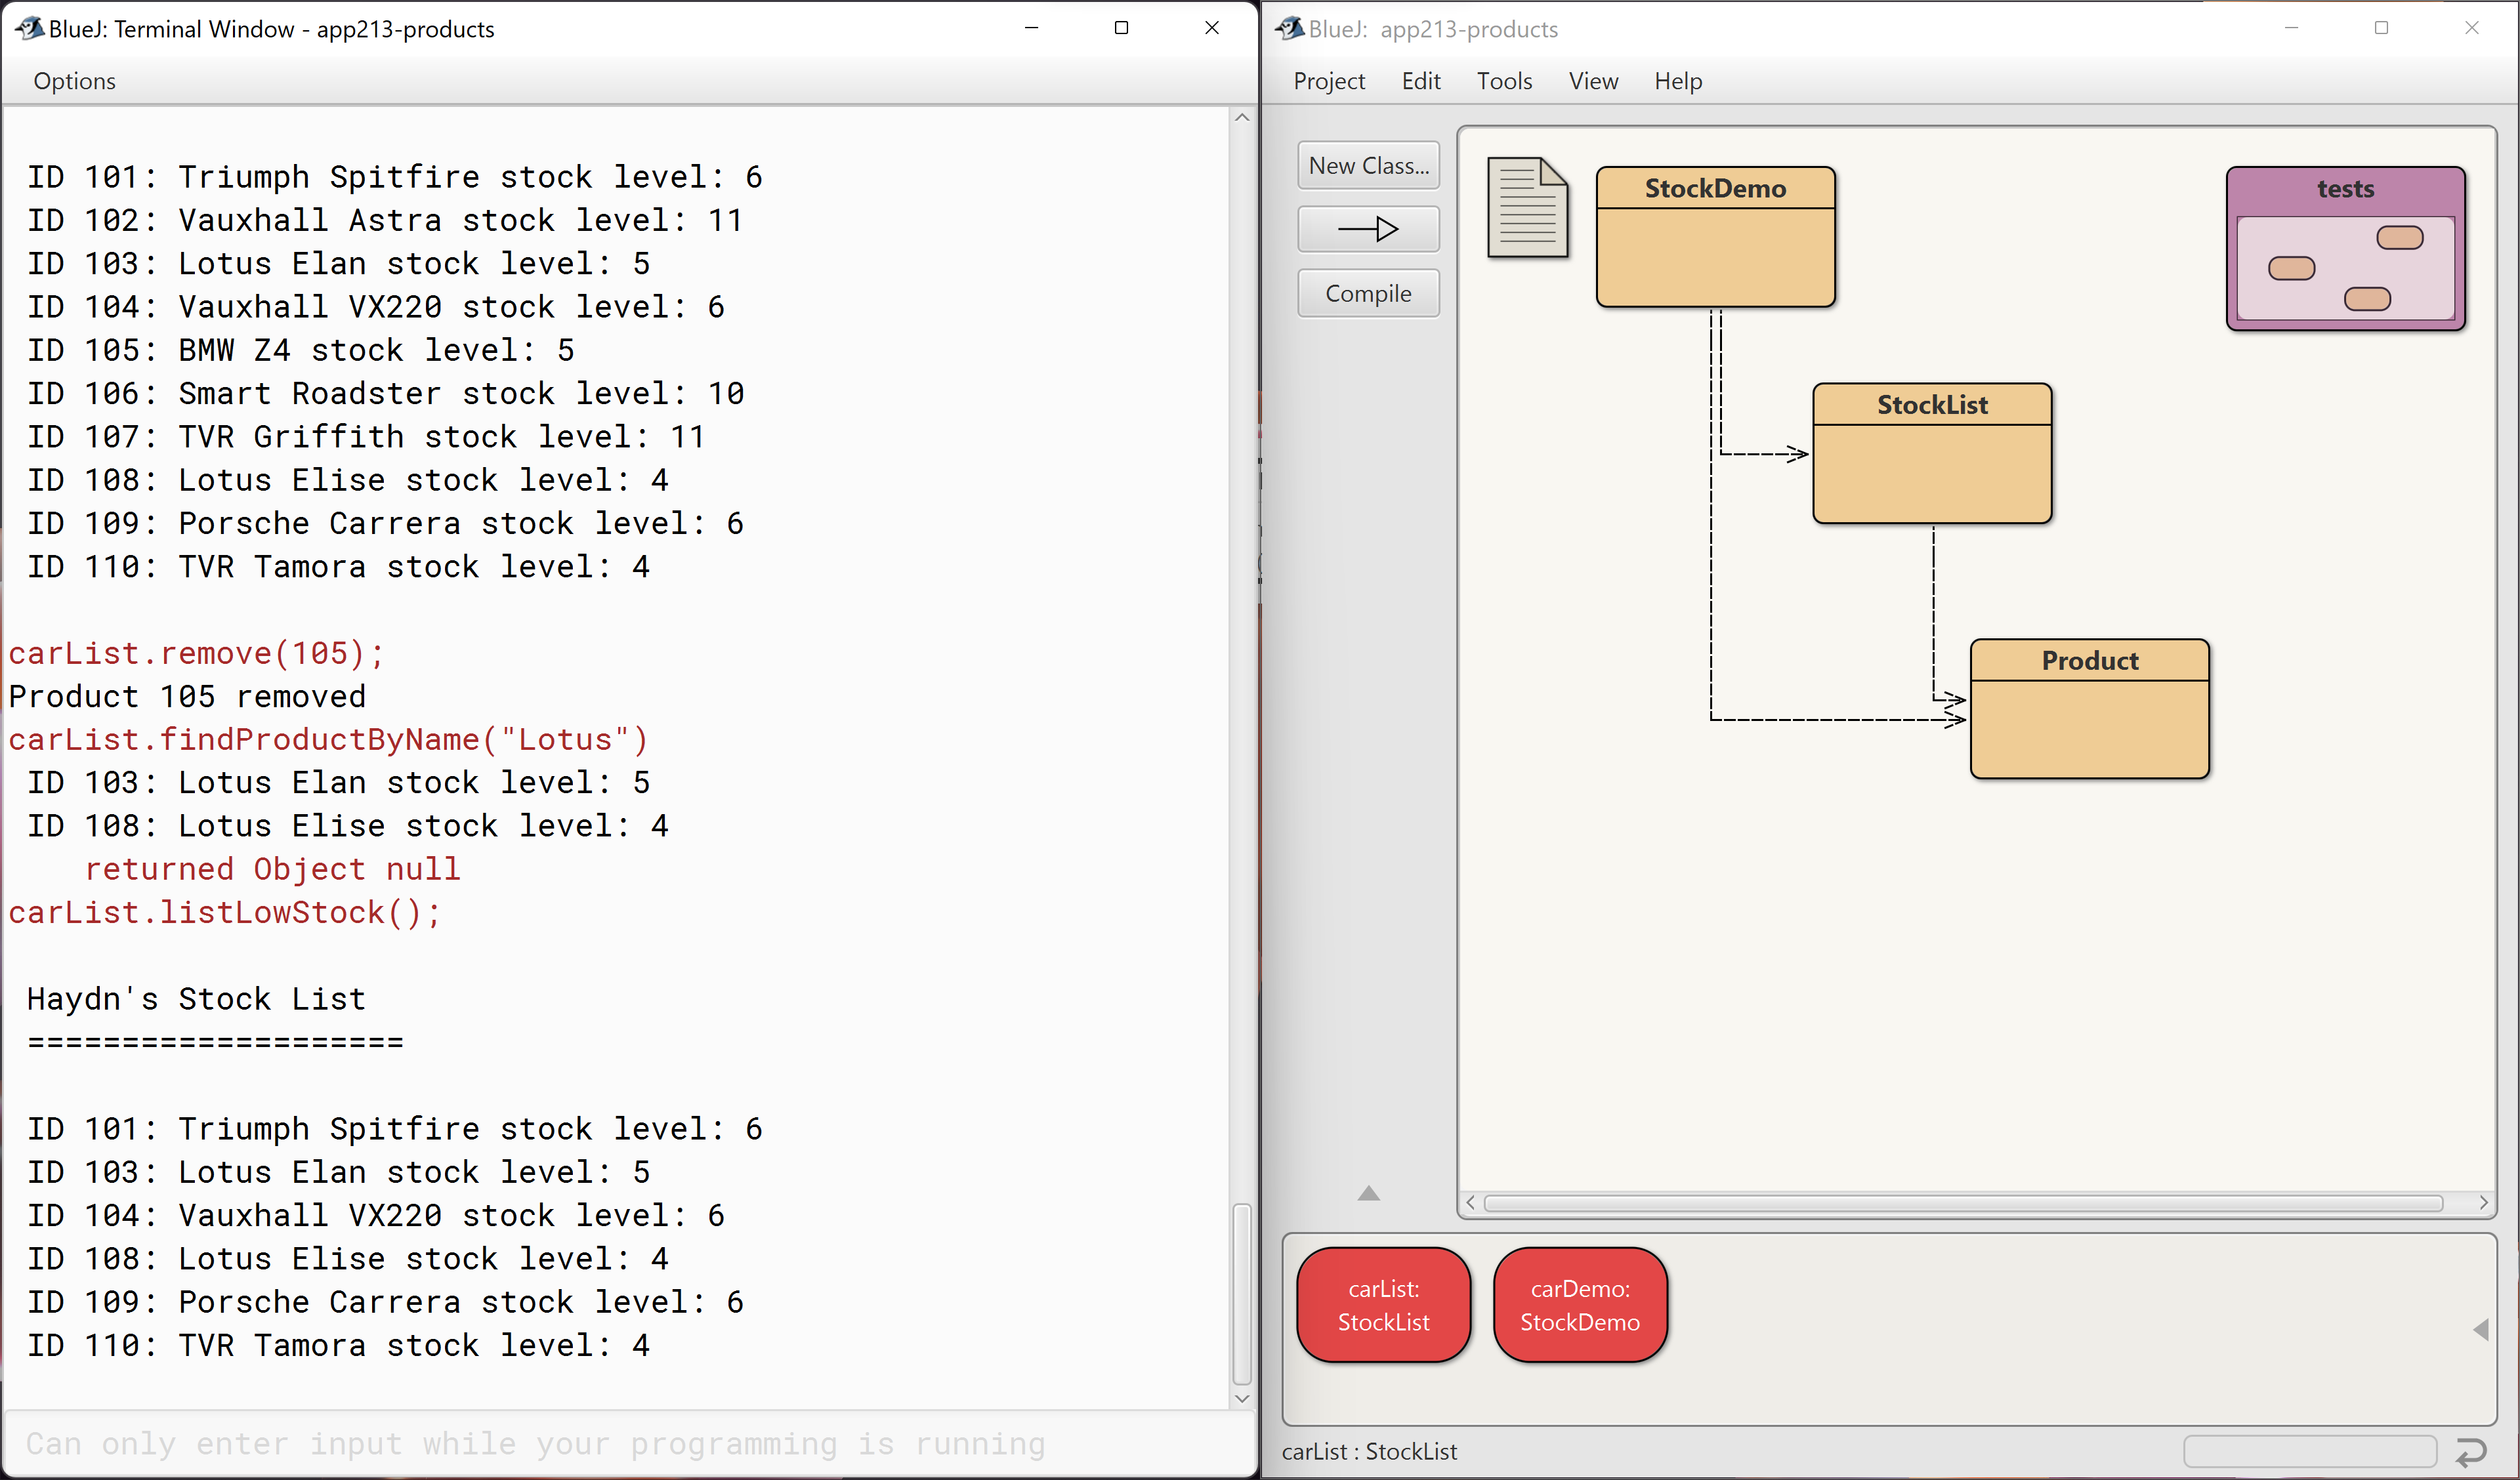 BlueJ: Terminal Window - app213-products
Options
ID 101: Triumph Spitfire stock level: 6
ID 102: Vauxhall Astra stock level: 11
ID 103: Lotus Elan stock level: 5
ID 104: Vauxhall VX220 stock level: 6
ID 105: BMW Z4 stock level: 5
ID 106: Smart Roadster stock level: 10
ID 107: TVR Griffith stock level: 11
ID 108: Lotus Elise stock level: 4
ID 109: Porsche Carrera stock level: 6
ID 110: TVR Tamora stock level: 4
carList.remove(105);
Product 105 removed
carList.findProductByName("Lotus")
ID 103: Lotus Elan stock level: 5
ID 108: Lotus Elise stock level: 4
returned Object null
carList.listLowStock();
Haydn's Stock List
====================
ID 101: Triumph Spitfire stock level: 6
ID 103: Lotus Elan stock level: 5
ID 104: Vauxhall VX220 stock level: 6
ID 108: Lotus Elise stock level: 4
ID 109: Porsche Carrera stock level: 6
ID 110: TVR Tamora stock level: 4
Can only enter input while your programming is running
BlueJ: app213-products
Project Edit Tools View Help
New Class...
Compile
StockDemo
tests
StockList
Product
carList:
StockList
carDemo:
StockDemo
carList : StockList